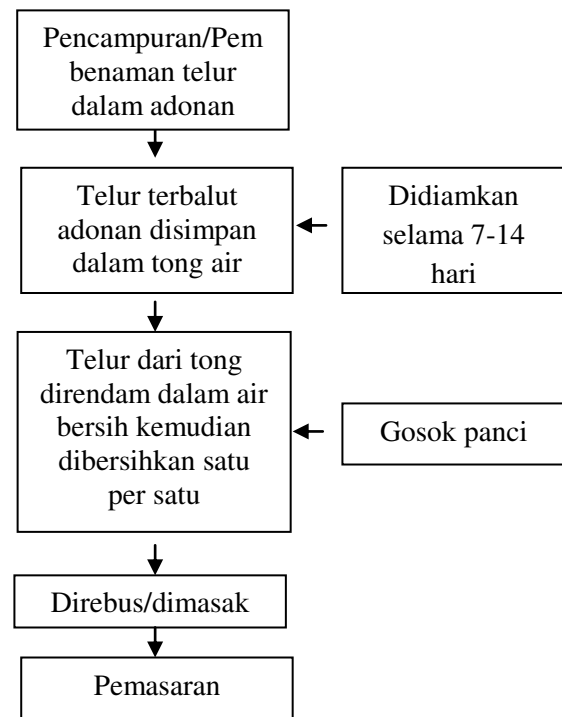 Pencampuran/Pem
benaman telur
dalam adonan
Telur terbalut
adonan disimpan
dalam tong air
Didiamkan
selama 7-14
hari
Telur dari tong
direndam dalam air
bersih kemudian
dibersihkan satu
per satu
Gosok panci
Direbus/dimasak
Pemasaran